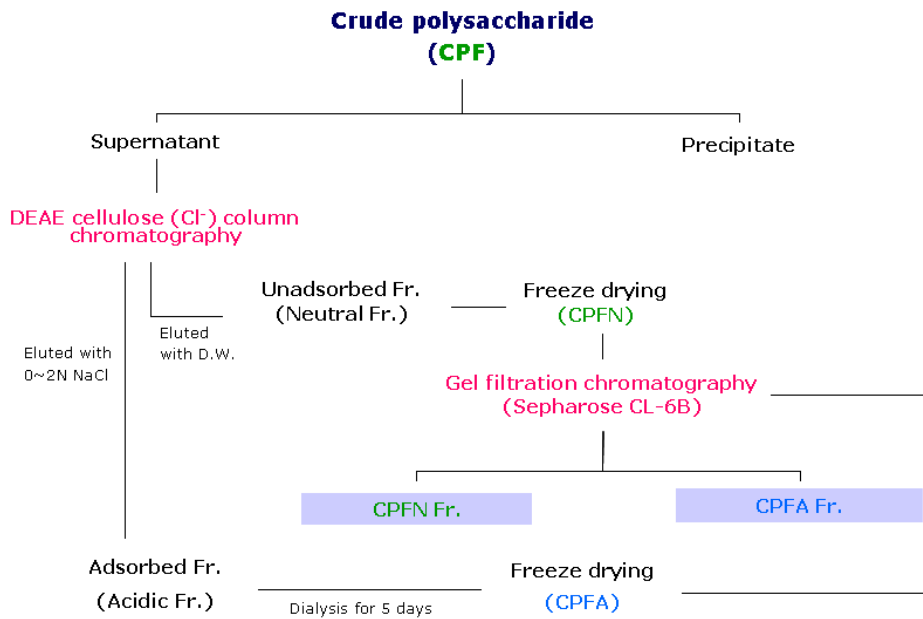 Crude polysaccharide
(CPF)
Supernatant
Precipitate
DEAE cellulose (Cl-) column
chromatography
Unadsorbed Fr.
(Neutral Fr.)
Freeze drying
(CPFN)
Eluted
with D.W.
Eluted with
0~2N NaCl
Gel filtration chromatography
(Sepharose CL-6B)
CPFN Fr.
CPFA Fr.
Adsorbed Fr.
(Acidic Fr.)
Dialysis for 5 days
Freeze drying
(CPFA)